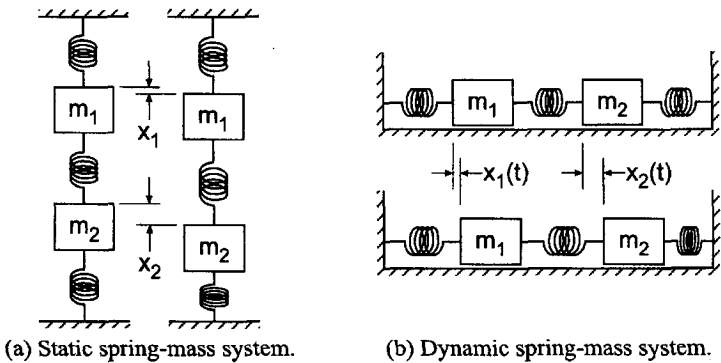 m₁
m₁
x₁
m₂
m₂
x₂
(a) Static spring-mass system.
m₁
m₂
x₁(t)
x₂(t)
m₁
m₂
(b) Dynamic spring-mass system.